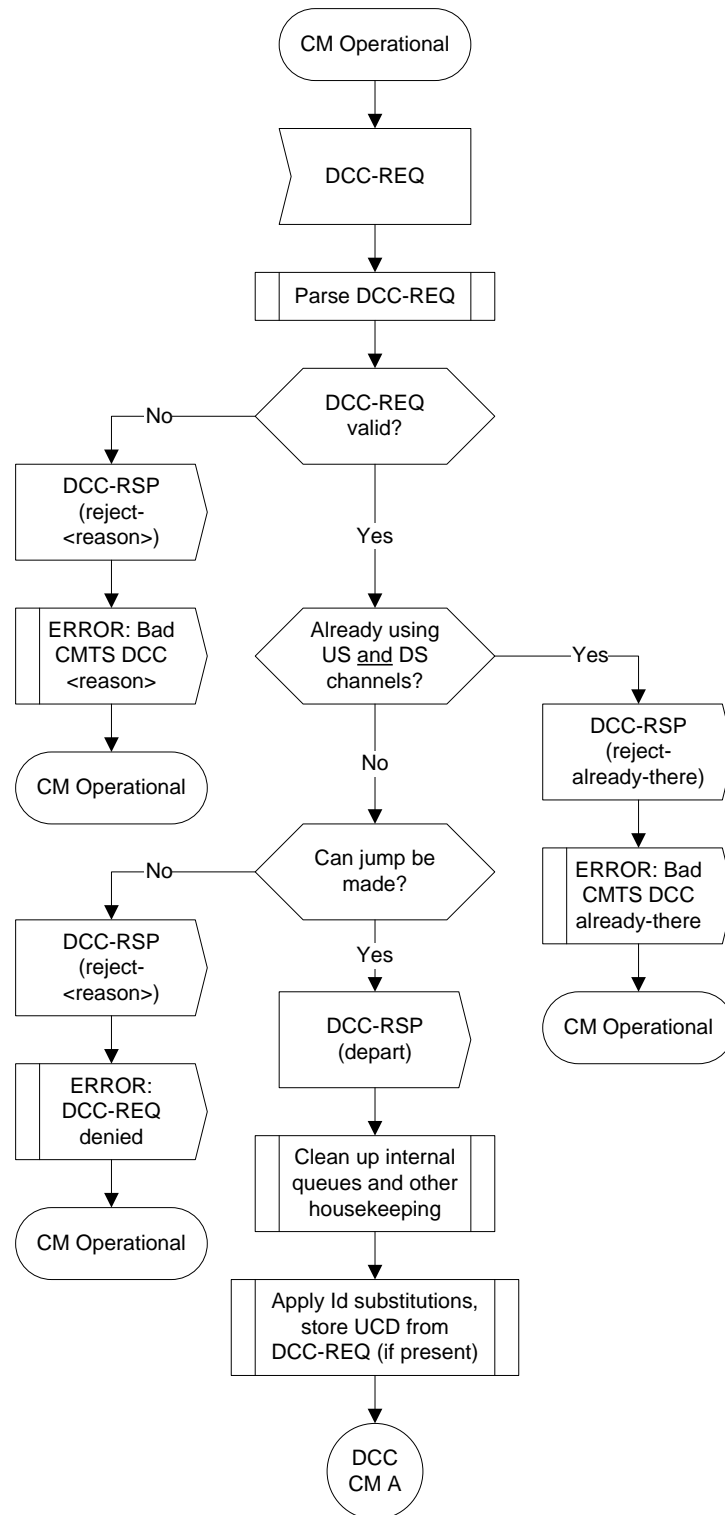 CM Operational
DCC-REQ
Parse DCC-REQ
DCC-REQ
valid?
No
DCC-RSP
(reject-
<reason>)
ERROR: Bad
CMTS DCC
<reason>
CM Operational
Yes
Already using
US and DS
channels?
Yes
DCC-RSP
(reject-
already-there)
ERROR: Bad
CMTS DCC
already-there
CM Operational
No
Can jump be
made?
No
DCC-RSP
(reject-
<reason>)
ERROR:
DCC-REQ
denied
CM Operational
Yes
DCC-RSP
(depart)
Clean up internal
queues and other
housekeeping
Apply Id substitutions,
store UCD from
DCC-REQ (if present)
DCC
CM A